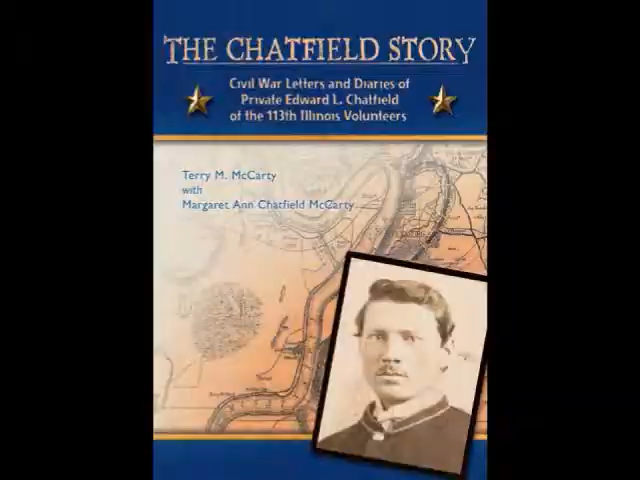 THE CHATFIELD STORY
Civil War Letters and Diaries of
Private Edward L. Chatfield
of the 113th Illinois Volunteers
Terry M. McCarty
with
Margaret Ann Chatfield McCarty